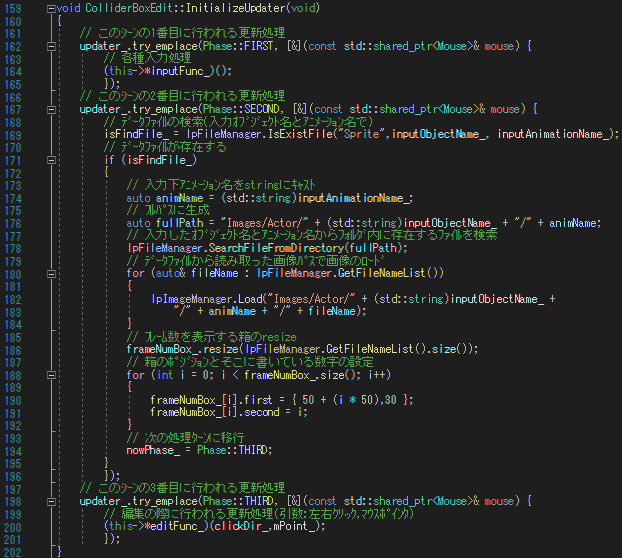 159 void ColliderBoxEdit::InitializeUpdater(void)
160 {
161 // このｼｰﾝの1番目に行われる更新処理
162 updater_.try_emplace(Phase::FIRST, [&](const std::shared_ptr<Mouse>& mouse) {
163 // 各種入力処理
164 (this->*inputFunc_)();
165 });
166 // このｼｰﾝの2番目に行われる更新処理
167 updater_.try_emplace(Phase::SECOND, [&](const std::shared_ptr<Mouse>& mouse) {
168 // ﾃﾞｰﾀﾌｧｲﾙの検索(入力ｵﾌﾞｼﾞｪｸﾄ名とｱﾆﾒｰｼｮﾝ名で)
169 isFindFile_ = lpFileManager.IsExistFile("Sprite",inputObjectName_, inputAnimationName_);
170 // ﾃﾞｰﾀﾌｧｲﾙが存在する
171 if (isFindFile_)
172 {
173 // 入力下ｱﾆﾒｰｼｮﾝ名をstringにｷｬｽﾄ
174 auto animName = (std::string)inputAnimationName_;
175 // ﾌﾙﾊﾟｽに生成
176 auto fullPath = "Images/Actor/" + (std::string)inputObjectName_ + "/" + animName;
177 // 入力したｵﾌﾞｼﾞｪｸﾄ名とｱﾆﾒｰｼｮﾝ名からﾌｫﾙﾀﾞ内に存在するﾌｧｲﾙを検索
178 lpFileManager.SearchFileFromDirectory(fullPath);
179 // ﾃﾞｰﾀﾌｧｲﾙから読み取った画像ﾊﾟｽで画像のﾛｰﾄﾞ
180 for (auto& fileName : lpFileManager.GetFileNameList())
181 {
182 lpImageManager.Load("Images/Actor/" + (std::string)inputObjectName_ +
183 "/" + animName + "/" + fileName);
184 }
185 // ﾌﾚｰﾑ数を表示する箱のresize
186 frameNumBox_.resize(lpFileManager.GetFileNameList().size());
187 // 箱のﾎﾟｼﾞｼｮﾝとそこに書いている数字の設定
188 for (int i = 0; i < frameNumBox_.size(); i++)
189 {
190 frameNumBox_[i].first = { 50 + (i * 50),30 };
191 frameNumBox_[i].second = i;
192 }
193 // 次の処理ﾀｰﾝに移行
194 nowPhase_ = Phase::THIRD;
195 }
196 });
197 // このｼｰﾝの3番目に行われる更新処理
198 updater_.try_emplace(Phase::THIRD, [&](const std::shared_ptr<Mouse>& mouse) {
199 // 編集の際に行われる更新処理(引数:左右ｸﾘｯｸ,ﾏｳｽﾎﾟｲﾝﾀ)
200 (this->*editFunc_)(clickDir_,mPoint_);
201 });
202 }